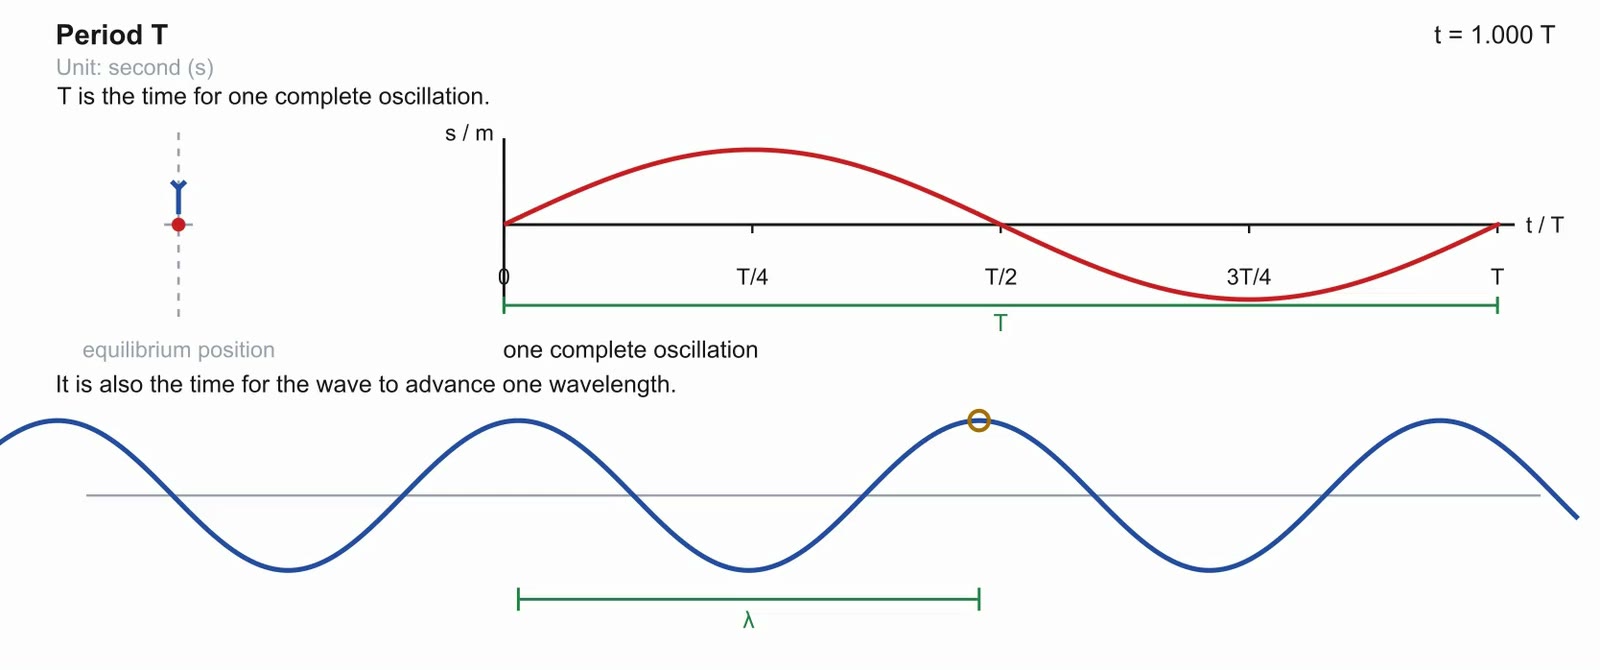 Period T
t = 1.000 T
Unit: second (s)
T is the time for one complete oscillation.
s / m
t / T
0
T/4
T/2
3T/4
T
T
equilibrium position
one complete oscillation
It is also the time for the wave to advance one wavelength.
λ